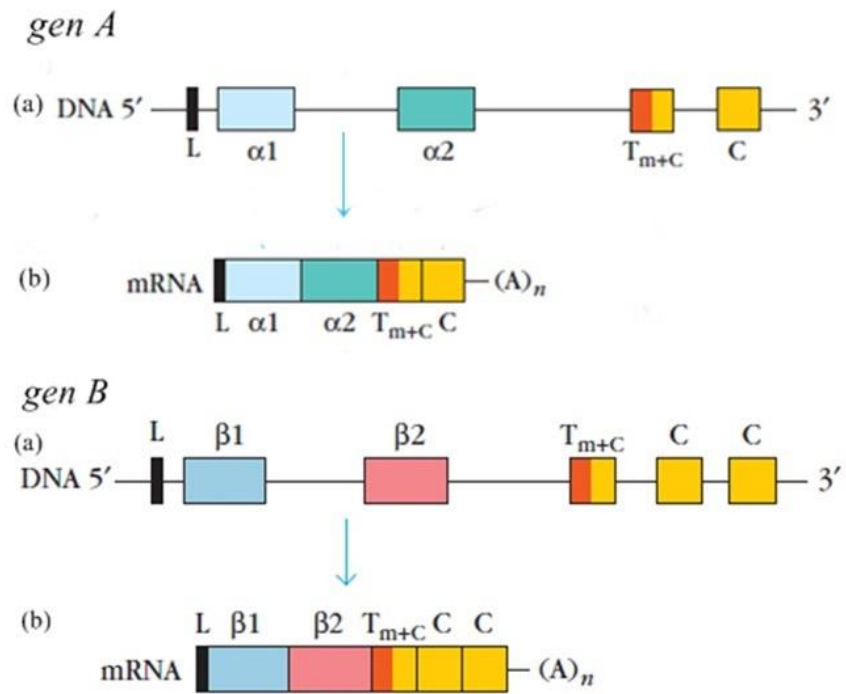 gen A
(a) DNA 5′ 3′
L α1 α2 Tm+C C
(b) mRNA (A)n
L α1 α2 Tm+C C
gen B
(a) L β1 β2 Tm+C C C
DNA 5′ 3′
(b) L β1 β2 Tm+C C C
mRNA (A)n